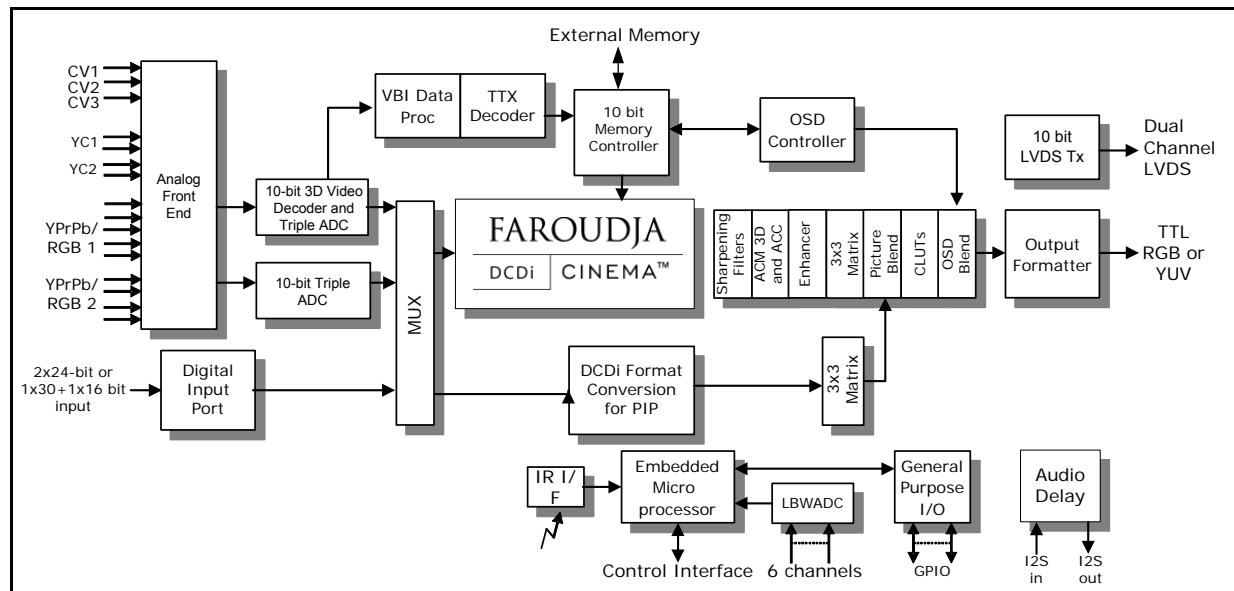 External Memory
CV1
CV2
CV3
YC1
YC2
YPrPb/
RGB 1
YPrPb/
RGB 2
Analog
Front
End
VBI Data
Proc
TTX
Decoder
10 bit
Memory
Controller
OSD
Controller
10 bit
LVDS Tx
Dual
Channel
LVDS
10-bit 3D Video
Decoder and
Triple ADC
10-bit Triple
ADC
MUX
FAROUDJA
DCDi CINEMA™
Sharpening
Filters
ACM 3D
and ACC
Enhancer
3x3
Matrix
Picture
Blend
CLUTs
OSD
Blend
Output
Formatter
TTL
RGB or
YUV
2x24-bit or
1x30+1x16 bit
input
Digital
Input
Port
DCDi Format
Conversion
for PIP
3x3
Matrix
IR I/
F
Embedded
Micro
processor
LBWADC
General
Purpose
I/O
Audio
Delay
Control Interface
6 channels
GPIO
I2S
in
I2S
out